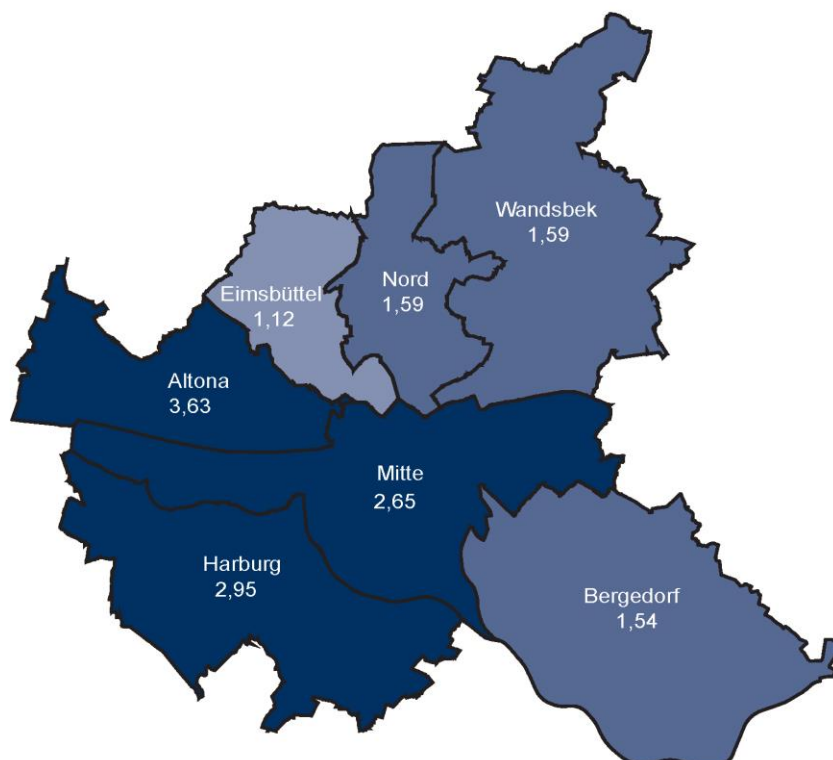 Wandsbek
1,59
Nord
1,59
Eimsbüttel
1,12
Altona
3,63
Mitte
2,65
Harburg
2,95
Bergedorf
1,54